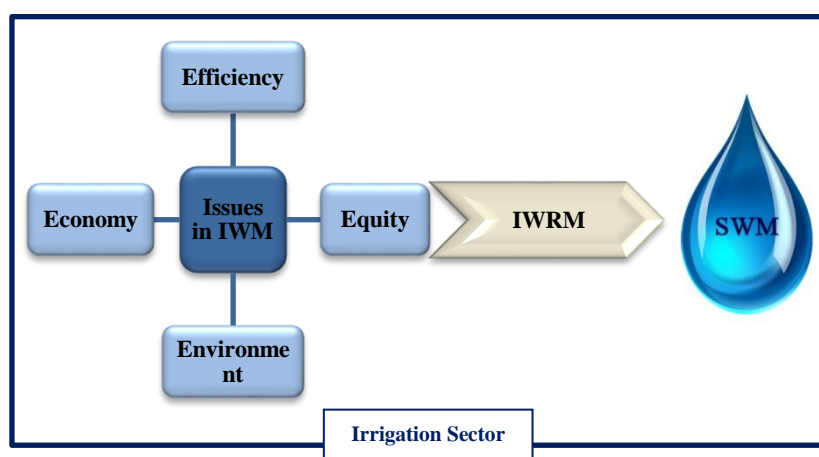 Efficiency
Economy
Issues
in IWM
Equity
IWRM
SWM
Environme
nt
Irrigation Sector